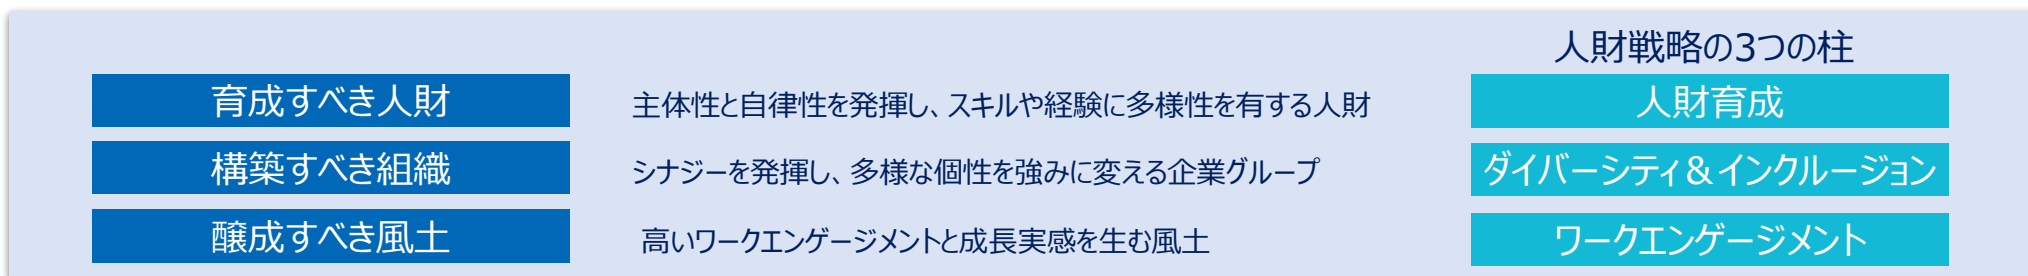 人財戦略の3つの柱
育成すべき人財 主体性と自律性を発揮し、スキルや経験に多様性を有する人財 人財育成
構築すべき組織 シナジーを発揮し、多様な個性を強みに変える企業グループ ダイバーシティ＆インクルージョン
醸成すべき風土 高いワークエンゲージメントと成長実感を生む風土 ワークエンゲージメント